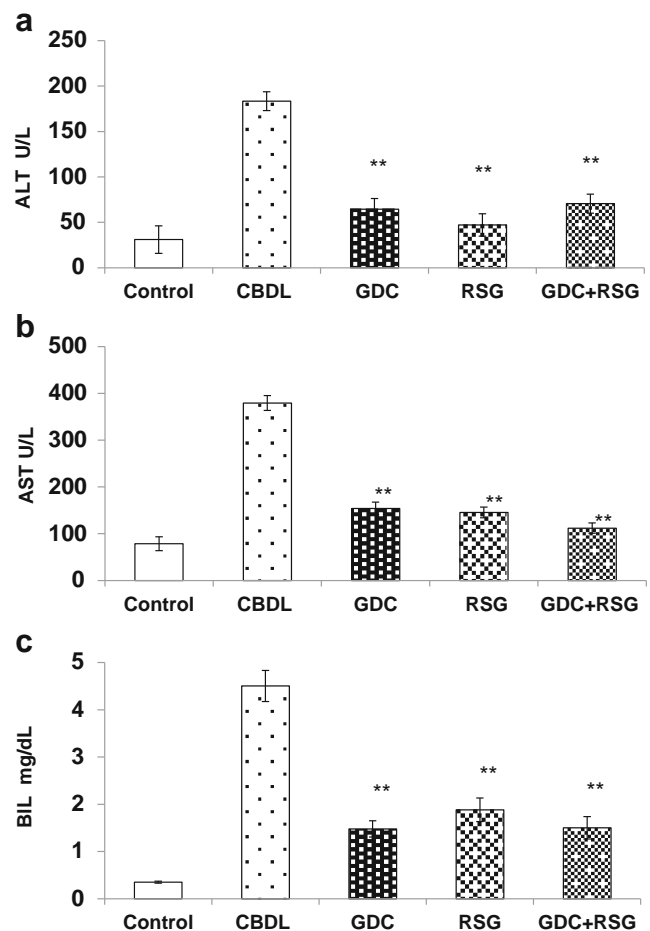 a
250
200
150
100
50
0
ALT U/L
** ** **
Control CBDL GDC RSG GDC+RSG
b
500
400
300
200
100
0
AST U/L
** ** **
Control CBDL GDC RSG GDC+RSG
c
5
4
3
2
1
0
BIL mg/dL
** ** **
Control CBDL GDC RSG GDC+RSG